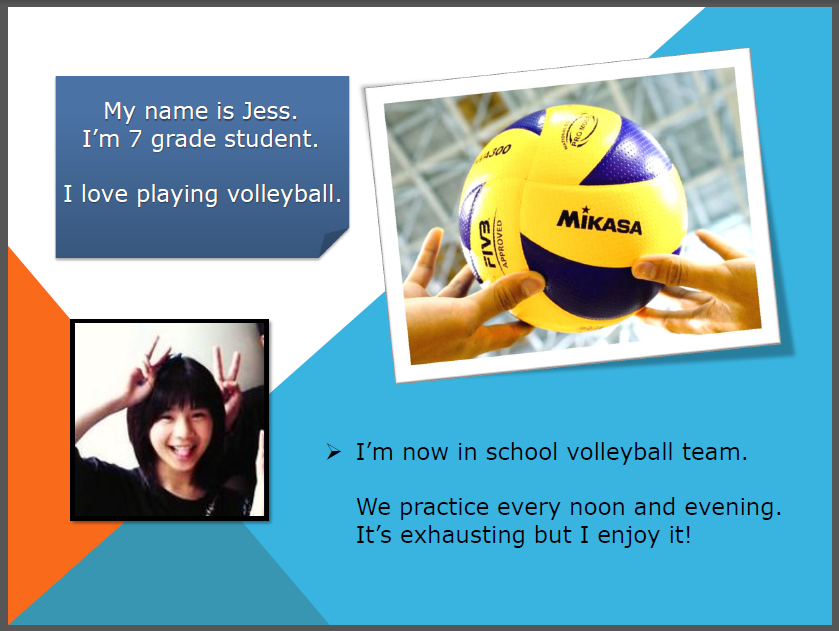 My name is Jess.
I'm 7 grade student.
I love playing volleyball.
MIKASA
FIVB
APPROVED
I'm now in school volleyball team.
We practice every noon and evening.
It's exhausting but I enjoy it!